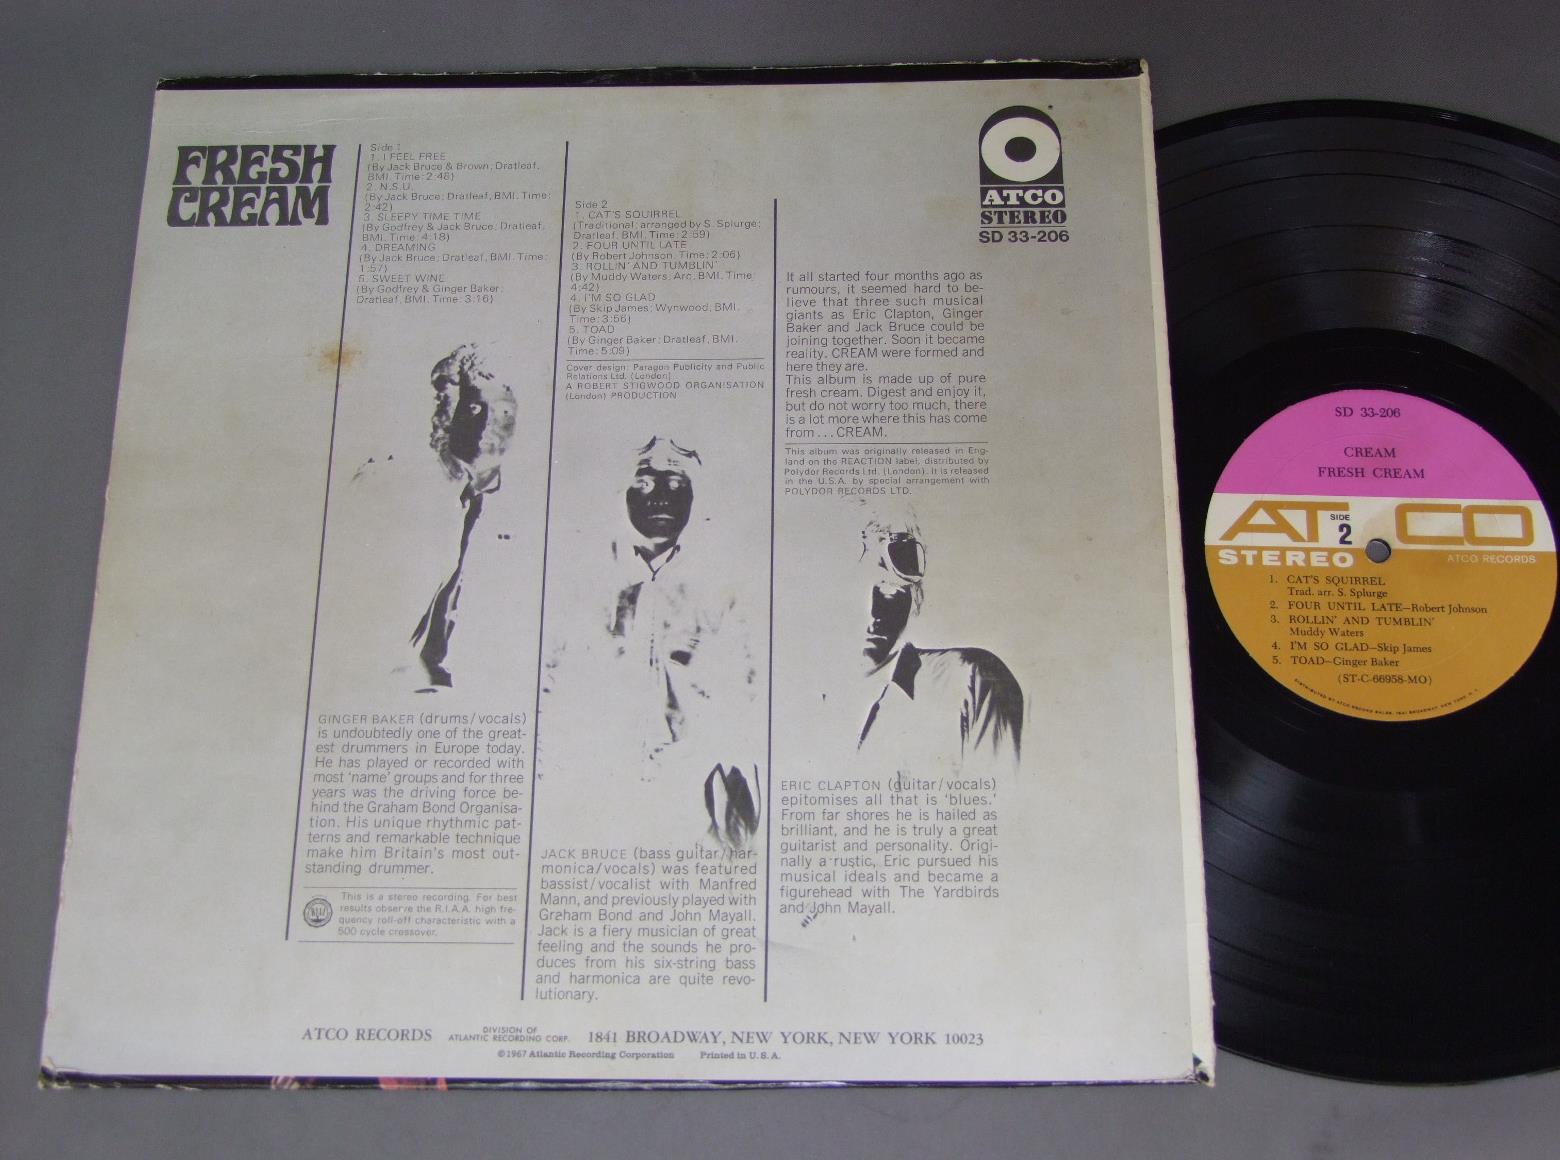 FRESH
CREAM
Side 1
1. I FEEL FREE
(By Jack Bruce & Brown; Dratleaf,
BMI. Time: 2:48)
2. N.S.U.
(By Jack Bruce; Dratleaf, BMI. Time:
2:42)
3. SLEEPY TIME TIME
(By Godfrey & Jack Bruce; Dratleaf,
BMI. Time: 4:18)
4. DREAMING
(By Jack Bruce; Dratleaf, BMI. Time:
1:57)
5. SWEET WINE
(By Godfrey & Ginger Baker;
Dratleaf, BMI. Time: 3:16)
GINGER BAKER (drums/vocals)
is undoubtedly one of the great-
est drummers in Europe today.
He has played or recorded with
most 'name' groups and for three
years was the driving force be-
hind the Graham Bond Organisa-
tion. His unique rhythmic pat-
terns and remarkable technique
make him Britain's most out-
standing drummer.
This is a stereo recording. For best
results observe the R.I.A.A. high fre-
quency roll-off characteristic with a
500 cycle crossover.
Side 2
1. CAT'S SQUIRREL
(Traditional; arranged by S. Splurge;
Dratleaf, BMI. Time: 2:59)
2. FOUR UNTIL LATE
(By Robert Johnson. Time: 2:06)
3. ROLLIN' AND TUMBLIN'
(By Muddy Waters; Arc, BMI. Time:
4:42)
4. I'M SO GLAD
(By Skip James; Wynwood, BMI.
Time: 3:56)
5. TOAD
(By Ginger Baker; Dratleaf, BMI.
Time: 5:09)
Cover design: Paragon Publicity and Public
Relations Ltd. (London)
A ROBERT STIGWOOD ORGANISATION
(London) PRODUCTION
JACK BRUCE (bass guitar/har-
monica/vocals) was featured
bassist/vocalist with Manfred
Mann, and previously played with
Graham Bond and John Mayall.
Jack is a fiery musician of great
feeling and the sounds he pro-
duces from his six-string bass
and harmonica are quite revo-
lutionary.
ATCO
STEREO
SD 33-206
It all started four months ago as
rumours, it seemed hard to be-
lieve that three such musical
giants as Eric Clapton, Ginger
Baker and Jack Bruce could be
joining together. Soon it became
reality. CREAM were formed and
here they are.
This album is made up of pure
fresh cream. Digest and enjoy it,
but do not worry too much, there
is a lot more where this has come
from...CREAM.
This album was originally released in Eng-
land on the REACTION label, distributed by
Polydor Records Ltd. (London). It is released
in the U.S.A. by special arrangement with
POLYDOR RECORDS LTD.
ERIC CLAPTON (guitar/vocals)
epitomises all that is 'blues.'
From far shores he is hailed as
brilliant, and he is truly a great
guitarist and personality. Origi-
nally a rustic, Eric pursued his
musical ideals and became a
figurehead with The Yardbirds
and John Mayall.
ATCO RECORDS DIVISION OF ATLANTIC RECORDING CORP. 1841 BROADWAY, NEW YORK, NEW YORK 10023
© 1967 Atlantic Recording Corporation Printed in U.S.A.
SD 33-206
CREAM
FRESH CREAM
ATCO
SIDE
2
STEREO
ATCO RECORDS
1. CAT'S SQUIRREL
Trad. arr. S. Splurge
2. FOUR UNTIL LATE—Robert Johnson
3. ROLLIN' AND TUMBLIN'
Muddy Waters
4. I'M SO GLAD—Skip James
5. TOAD—Ginger Baker
(ST-C-66958-MO)
DISTRIBUTED BY ATCO RECORD SALES, 1841 BROADWAY, NEW YORK, N.Y.